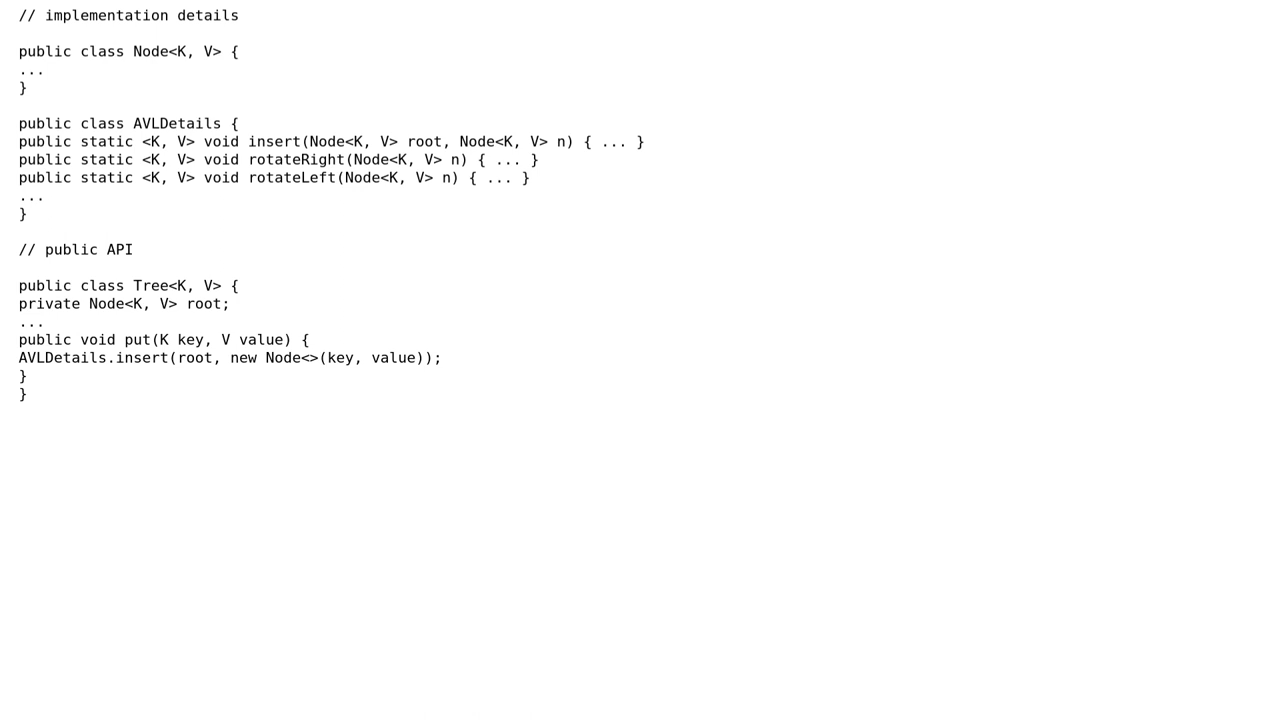 // implementation details
public class Node<K, V> {
...
}
public class AVLDetails {
public static <K, V> void insert(Node<K, V> root, Node<K, V> n) { ... }
public static <K, V> void rotateRight(Node<K, V> n) { ... }
public static <K, V> void rotateLeft(Node<K, V> n) { ... }
...
}
// public API
public class Tree<K, V> {
private Node<K, V> root;
...
public void put(K key, V value) {
AVLDetails.insert(root, new Node<>(key, value));
}
}